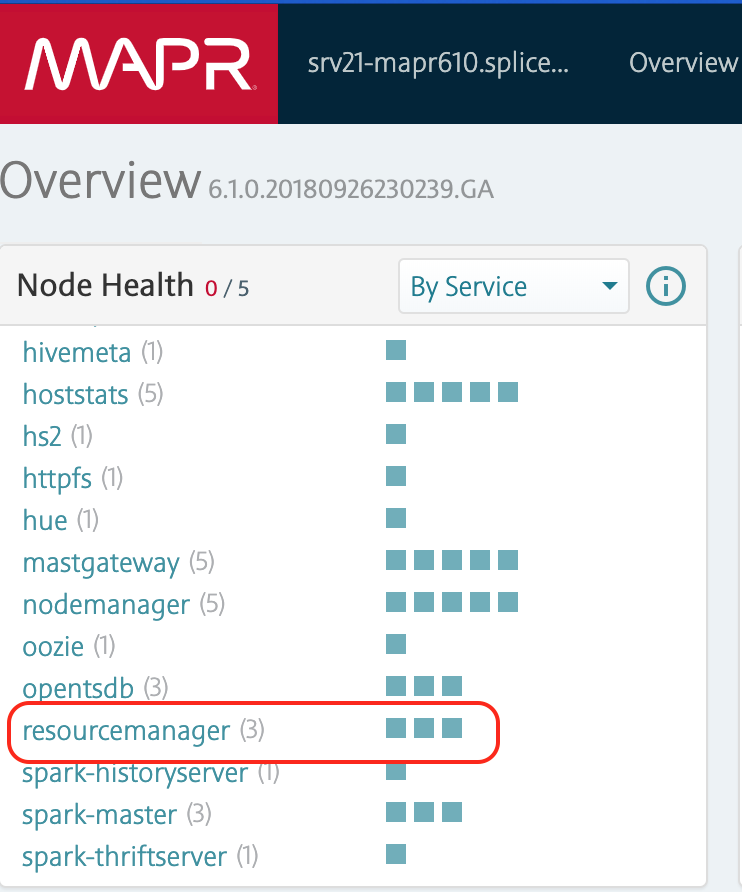 MAPR
srv21-mapr610.splice... Overview
Overview 6.1.0.20180926230239.GA
Node Health 0 / 5 By Service
hivemeta (1)
hoststats (5)
hs2 (1)
httpfs (1)
hue (1)
mastgateway (5)
nodemanager (5)
oozie (1)
opentsdb (3)
resourcemanager (3)
spark-historyserver (1)
spark-master (3)
spark-thriftserver (1)